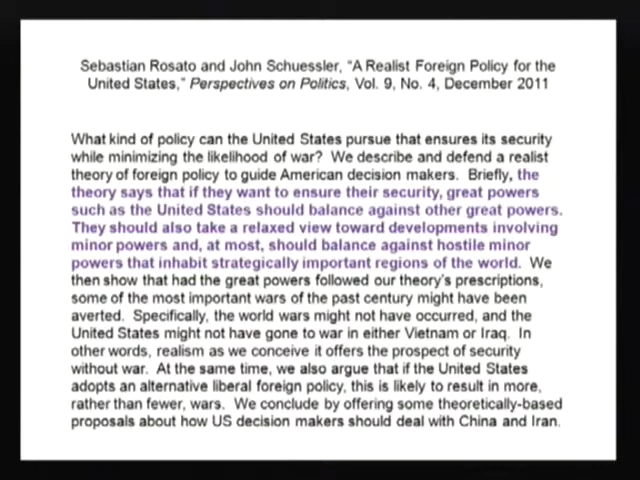 Sebastian Rosato and John Schuessler, "A Realist Foreign Policy for the
United States," Perspectives on Politics, Vol. 9, No. 4, December 2011
What kind of policy can the United States pursue that ensures its security
while minimizing the likelihood of war? We describe and defend a realist
theory of foreign policy to guide American decision makers. Briefly, the
theory says that if they want to ensure their security, great powers
such as the United States should balance against other great powers.
They should also take a relaxed view toward developments involving
minor powers and, at most, should balance against hostile minor
powers that inhabit strategically important regions of the world. We
then show that had the great powers followed our theory's prescriptions,
some of the most important wars of the past century might have been
averted. Specifically, the world wars might not have occurred, and the
United States might not have gone to war in either Vietnam or Iraq. In
other words, realism as we conceive it offers the prospect of security
without war. At the same time, we also argue that if the United States
adopts an alternative liberal foreign policy, this is likely to result in more,
rather than fewer, wars. We conclude by offering some theoretically-based
proposals about how US decision makers should deal with China and Iran.